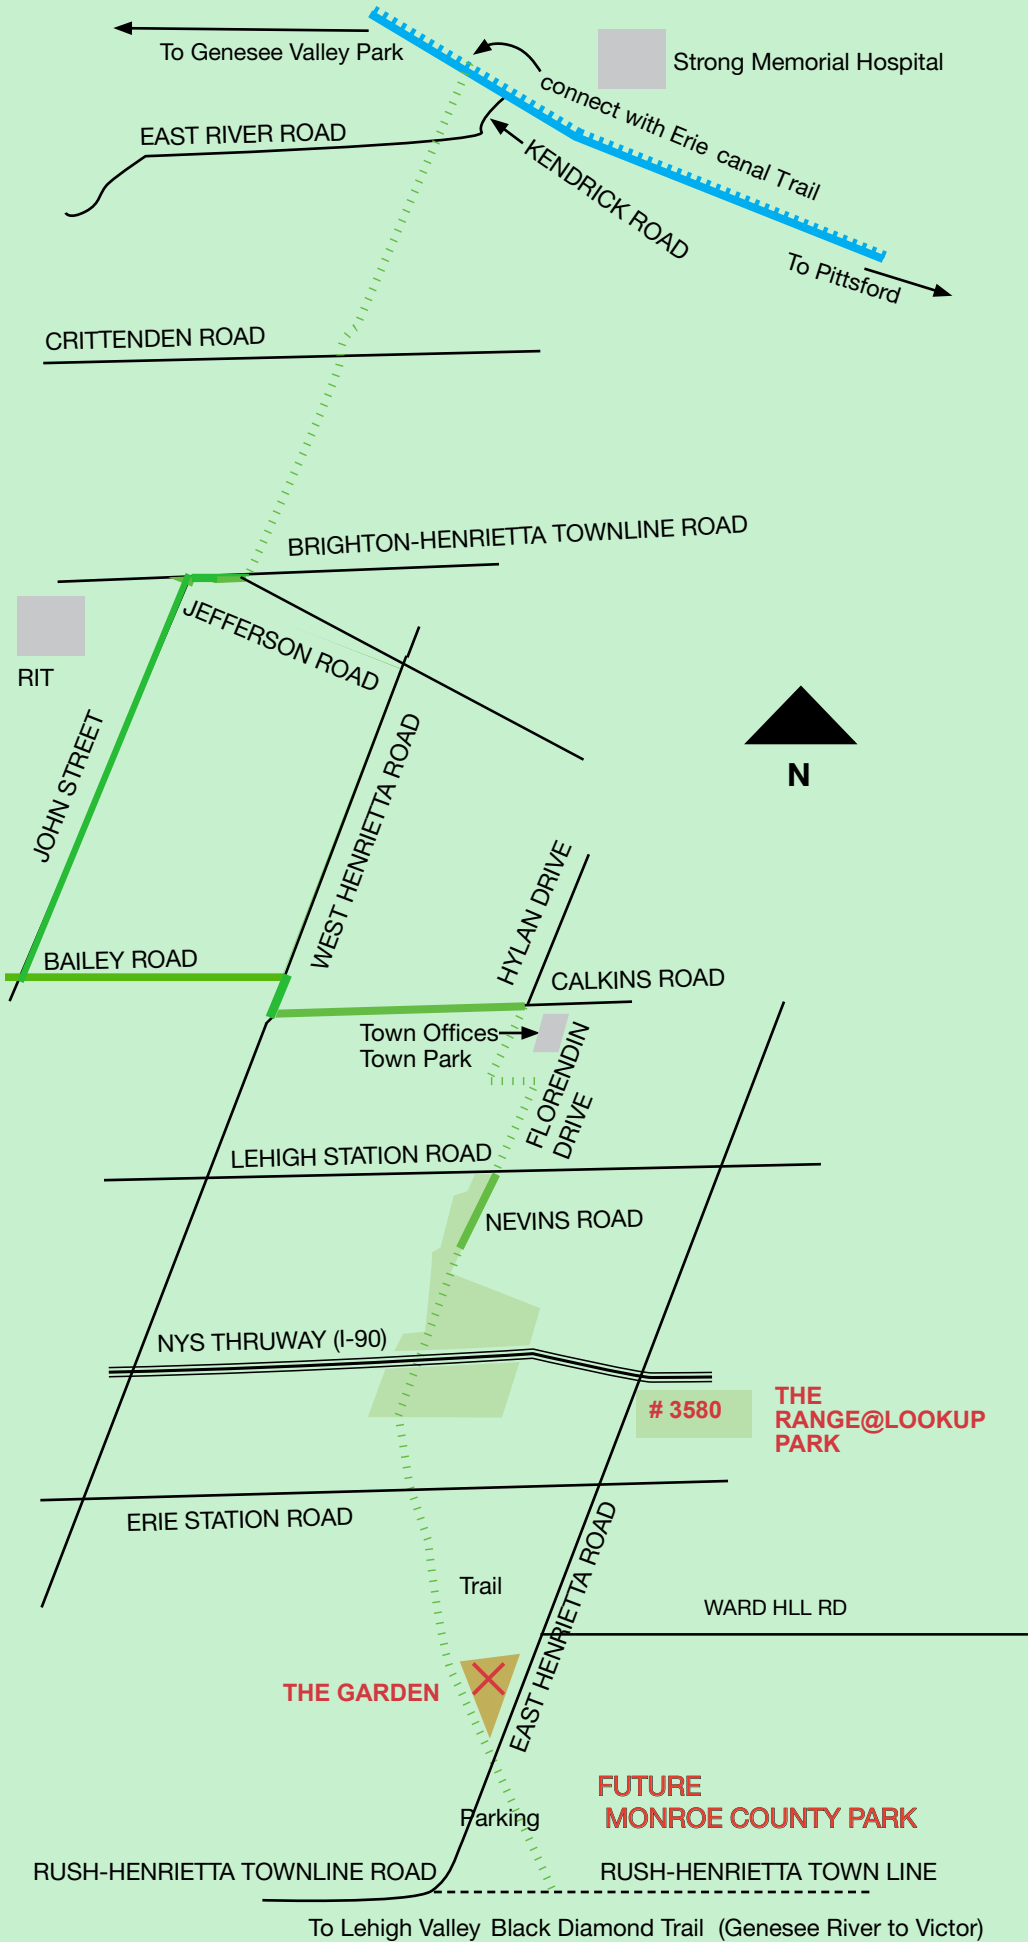 To Genesee Valley Park
Strong Memorial Hospital
connect with Erie canal Trail
EAST RIVER ROAD
KENDRICK ROAD
To Pittsford
CRITTENDEN ROAD
BRIGHTON-HENRIETTA TOWNLINE ROAD
JEFFERSON ROAD
RIT
JOHN STREET
WEST HENRIETTA ROAD
N
HYLAN DRIVE
BAILEY ROAD
CALKINS ROAD
Town Offices
Town Park
FLORENDIN
DRIVE
LEHIGH STATION ROAD
NEVINS ROAD
NYS THRUWAY (I-90)
# 3580
THE
RANGE@LOOKUP
PARK
ERIE STATION ROAD
EAST HENRIETTA ROAD
Trail
WARD HLL RD
THE GARDEN
FUTURE
MONROE COUNTY PARK
Parking
RUSH-HENRIETTA TOWNLINE ROAD
RUSH-HENRIETTA TOWN LINE
To Lehigh Valley Black Diamond Trail (Genesee River to Victor)